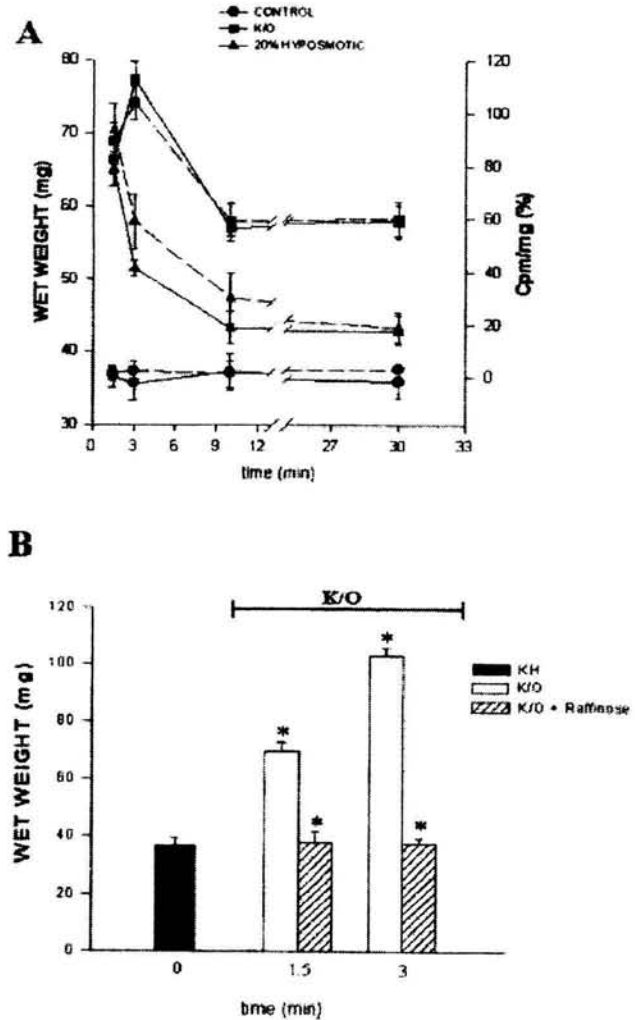 A
CONTROL
K/O
20% HYPOSMOTIC
80
70
60
50
40
30
WET WEIGHT (mg)
120
100
80
60
40
20
0
Cpm/mg (%)
0 3 6 9 12 27 30 33
time (min)
B
K/O
120
100
80
60
40
20
0
WET WEIGHT (mg)
* * * *
KH
K/O
K/O + Raffinose
0 1.5 3
time (min)